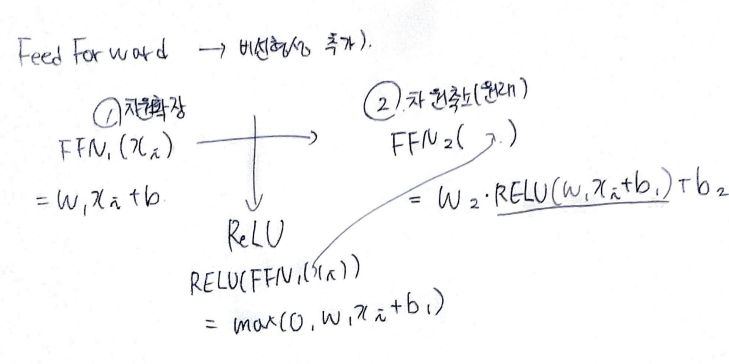 Feed Forward → 비선형성 추가).
① 차원확장
FFN₁(xᵢ)
= W₁xᵢ+b
ReLU
RELU(FFN₁(xᵢ))
= max(0, W₁xᵢ+b₁)
② 차원축소(원래)
FFN₂( )
= W₂·RELU(W₁xᵢ+b₁)+b₂